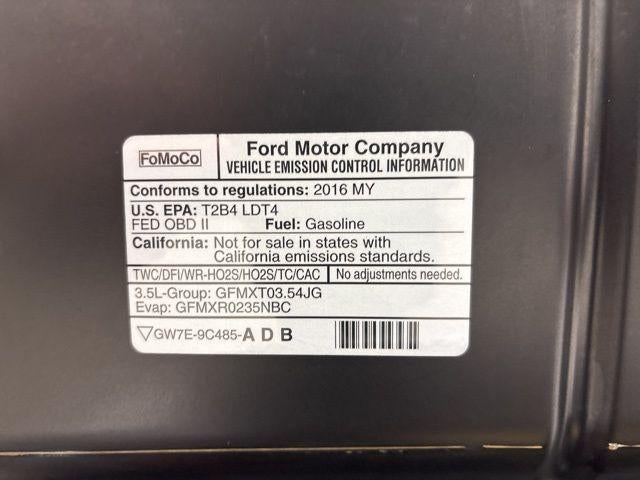 FoMoCo
Ford Motor Company
VEHICLE EMISSION CONTROL INFORMATION
Conforms to regulations: 2016 MY
U.S. EPA: T2B4 LDT4
FED OBD II Fuel: Gasoline
California: Not for sale in states with
California emissions standards.
TWC/DFI/WR-HO2S/HO2S/TC/CAC No adjustments needed.
3.5L-Group: GFMXT03.54JG
Evap: GFMXR0235NBC
GW7E-9C485-A D B